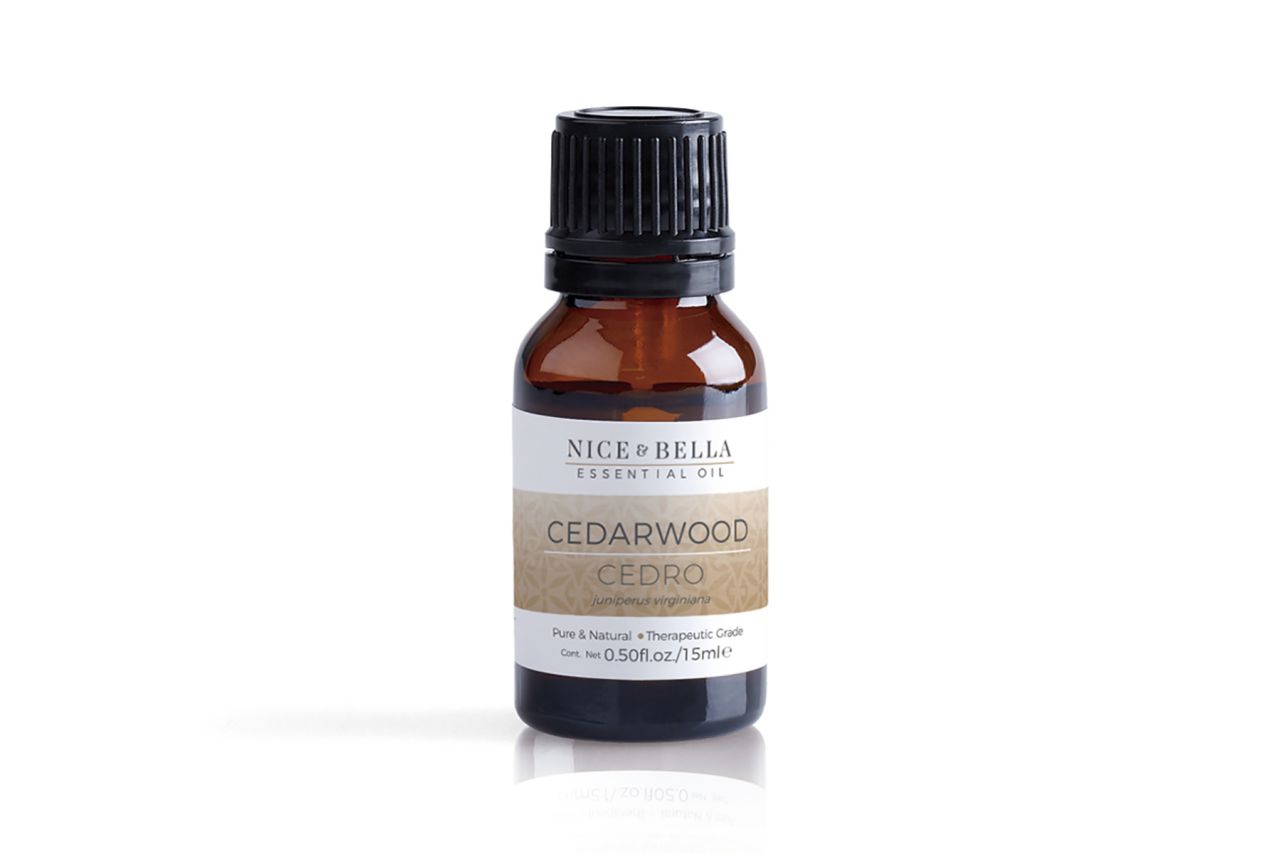 NICE & BELLA
ESSENTIAL OIL
CEDARWOOD
CEDRO
juniperus virginiana
Pure & Natural • Therapeutic Grade
Cont. Net 0.50fl.oz./15ml℮